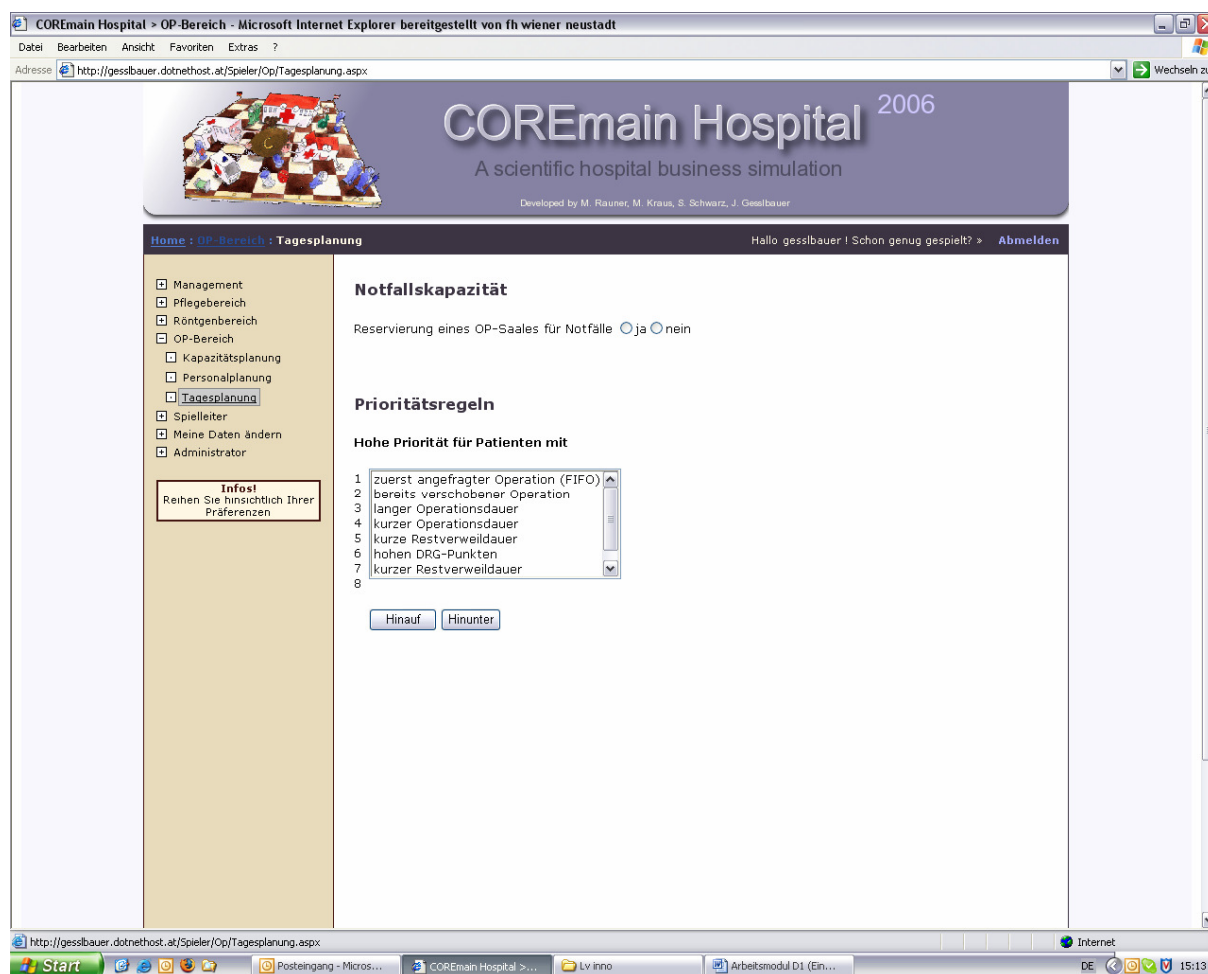 COREmain Hospital > OP-Bereich - Microsoft Internet Explorer bereitgestellt von fh wiener neustadt
Datei Bearbeiten Ansicht Favoriten Extras ?
Adresse http://gesslbauer.dotnethost.at/Spieler/Op/Tagesplanung.aspx Wechseln zu
COREmain Hospital 2006
A scientific hospital business simulation
Developed by M. Rauner, M. Kraus, S. Schwarz, J. Gesslbauer
Home : OP-Bereich : Tagesplanung Hallo gesslbauer ! Schon genug gespielt? » Abmelden
Management
Pflegebereich
Röntgenbereich
OP-Bereich
Kapazitätsplanung
Personalplanung
Tagesplanung
Spielleiter
Meine Daten ändern
Administrator
Infos!
Reihen Sie hinsichtlich Ihrer
Präferenzen
Notfallskapazität
Reservierung eines OP-Saales für Notfälle ja nein
Prioritätsregeln
Hohe Priorität für Patienten mit
1 zuerst angefragter Operation (FIFO)
2 bereits verschobener Operation
3 langer Operationsdauer
4 kurzer Operationsdauer
5 kurze Restverweildauer
6 hohen DRG-Punkten
7 kurzer Restverweildauer
8
Hinauf Hinunter
http://gesslbauer.dotnethost.at/Spieler/Op/Tagesplanung.aspx Internet
Start Posteingang - Micros... COREmain Hospital >... Lv inno Arbeitsmodul D1 (Ein... DE 15:13